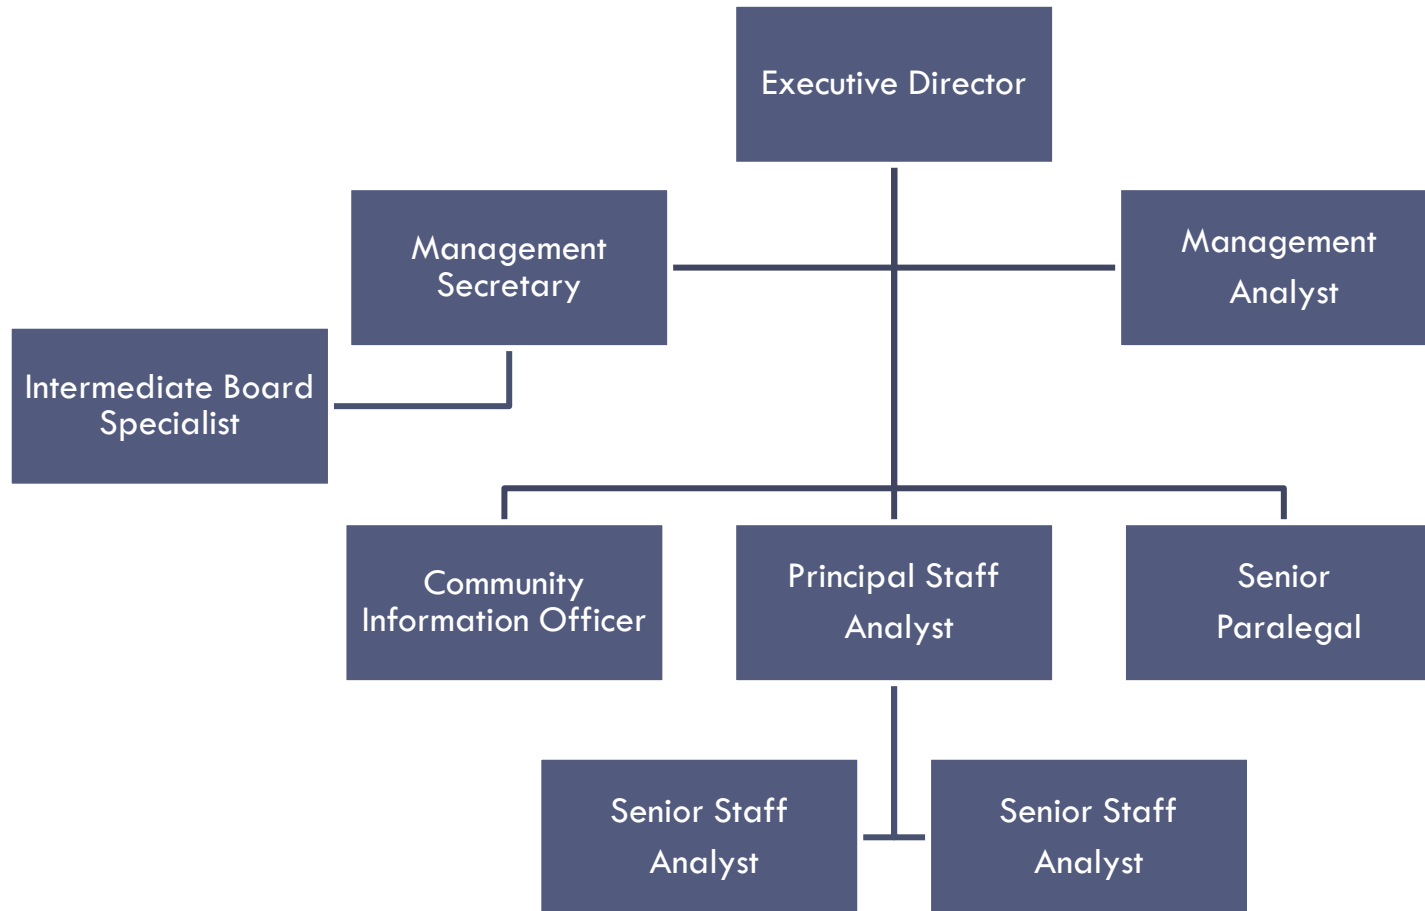 Executive Director
Management
Secretary
Management
Analyst
Intermediate Board
Specialist
Community
Information Officer
Principal Staff
Analyst
Senior
Paralegal
Senior Staff
Analyst
Senior Staff
Analyst